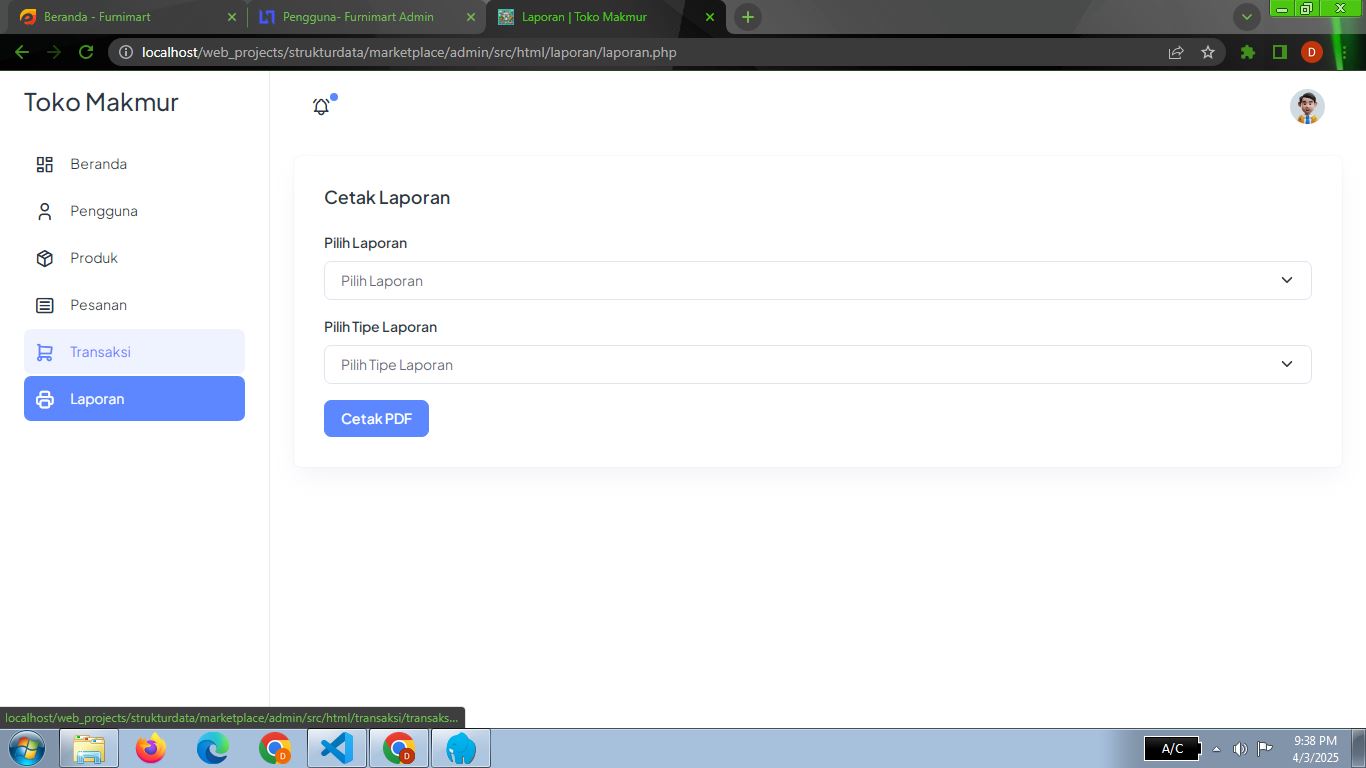 Beranda - Furnimart
Pengguna- Furnimart Admin
Laporan | Toko Makmur
localhost/web_projects/strukturdata/marketplace/admin/src/html/laporan/laporan.php
D
Toko Makmur
Beranda
Pengguna
Produk
Pesanan
Transaksi
Laporan
Cetak Laporan
Pilih Laporan
Pilih Laporan
Pilih Tipe Laporan
Pilih Tipe Laporan
Cetak PDF
localhost/web_projects/strukturdata/marketplace/admin/src/html/transaksi/transaks...
D
D
A/C
9:38 PM
4/3/2025